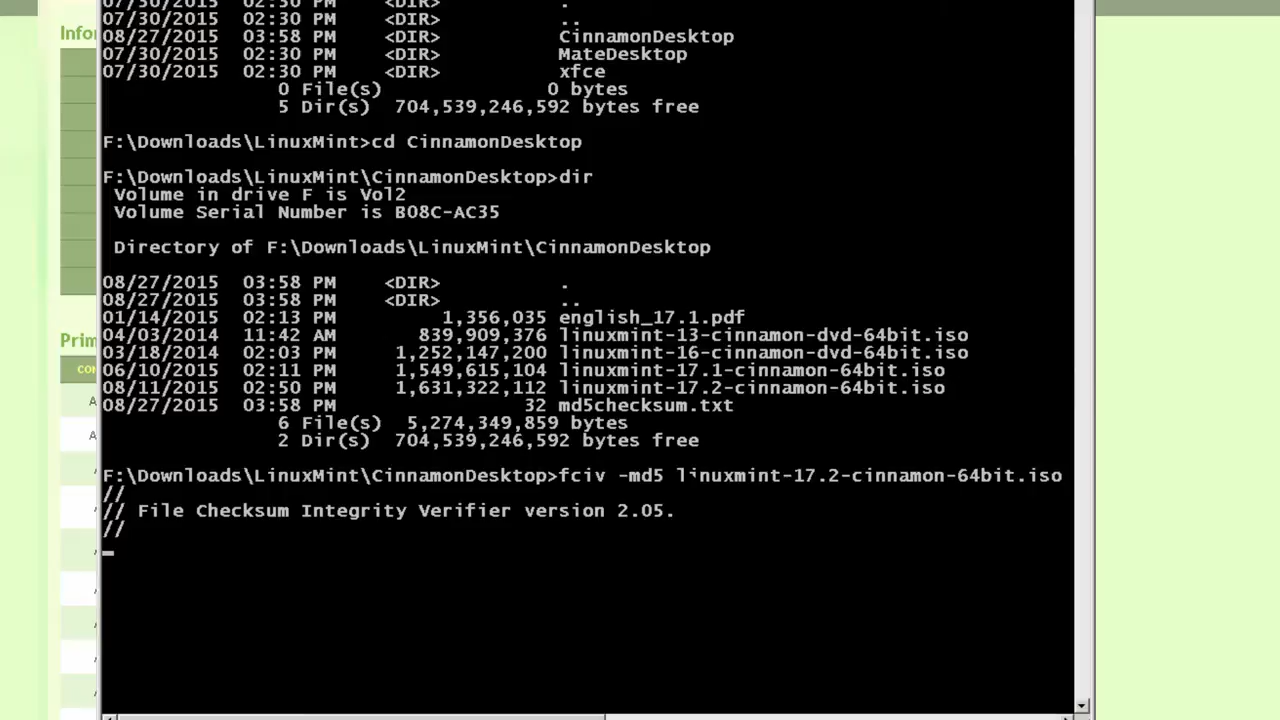 07/30/2015  02:30 PM    <DIR>          .
07/30/2015  02:30 PM    <DIR>          ..
08/27/2015  03:58 PM    <DIR>          CinnamonDesktop
07/30/2015  02:30 PM    <DIR>          MateDesktop
07/30/2015  02:30 PM    <DIR>          xfce
0 File(s)              0 bytes
5 Dir(s)  704,539,246,592 bytes free
F:\Downloads\LinuxMint>cd CinnamonDesktop
F:\Downloads\LinuxMint\CinnamonDesktop>dir
Volume in drive F is Vol2
Volume Serial Number is B08C-AC35
Directory of F:\Downloads\LinuxMint\CinnamonDesktop
08/27/2015  03:58 PM    <DIR>          .
08/27/2015  03:58 PM    <DIR>          ..
01/14/2015  02:13 PM         1,356,035 english_17.1.pdf
04/03/2014  11:42 AM       839,909,376 linuxmint-13-cinnamon-dvd-64bit.iso
03/18/2014  02:03 PM     1,252,147,200 linuxmint-16-cinnamon-dvd-64bit.iso
06/10/2015  02:11 PM     1,549,615,104 linuxmint-17.1-cinnamon-64bit.iso
08/11/2015  02:50 PM     1,631,322,112 linuxmint-17.2-cinnamon-64bit.iso
08/27/2015  03:58 PM                32 md5checksum.txt
6 File(s)  5,274,349,859 bytes
2 Dir(s)  704,539,246,592 bytes free
F:\Downloads\LinuxMint\CinnamonDesktop>fciv -md5 linuxmint-17.2-cinnamon-64bit.iso
//
// File Checksum Integrity Verifier version 2.05.
//